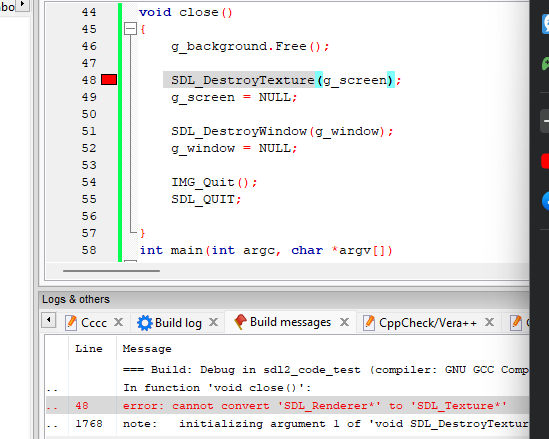 44 void close()
45 {
46 g_background.Free();
47
48 SDL_DestroyTexture(g_screen);
49 g_screen = NULL;
50
51 SDL_DestroyWindow(g_window);
52 g_window = NULL;
53
54 IMG_Quit();
55 SDL_QUIT;
56
57 }
58 int main(int argc, char *argv[])
Logs & others
Cccc Build log Build messages CppCheck/Vera++
Line Message
=== Build: Debug in sdl2_code_test (compiler: GNU GCC Comp
.. In function 'void close()':
.. 48 error: cannot convert 'SDL_Renderer*' to 'SDL_Texture*'
.. 1768 note: initializing argument 1 of 'void SDL_DestroyTextur